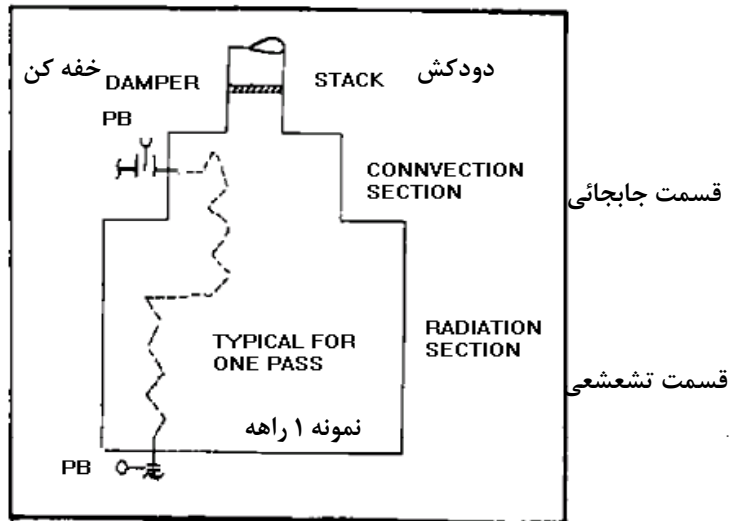 خفه کن
DAMPER
STACK
دودکش
PB
CONNVECTION
SECTION
قسمت جابجائی
TYPICAL FOR
ONE PASS
RADIATION
SECTION
قسمت تشعشعی
نمونه ۱ راهه
PB